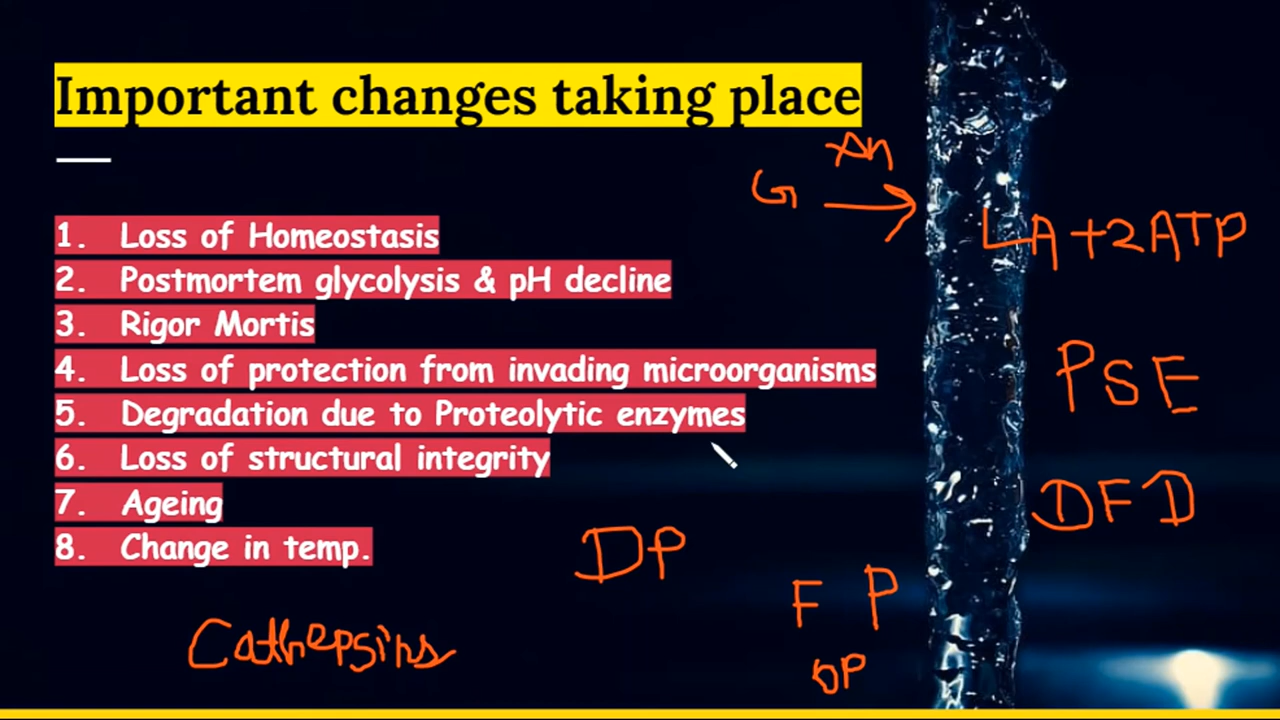 Important changes taking place
1. Loss of Homeostasis
2. Postmortem glycolysis & pH decline
3. Rigor Mortis
4. Loss of protection from invading microorganisms
5. Degradation due to Proteolytic enzymes
6. Loss of structural integrity
7. Ageing
8. Change in temp.
An
G → LA+2ATP
PSE
DFD
DP
F P
OP
Cathepsins